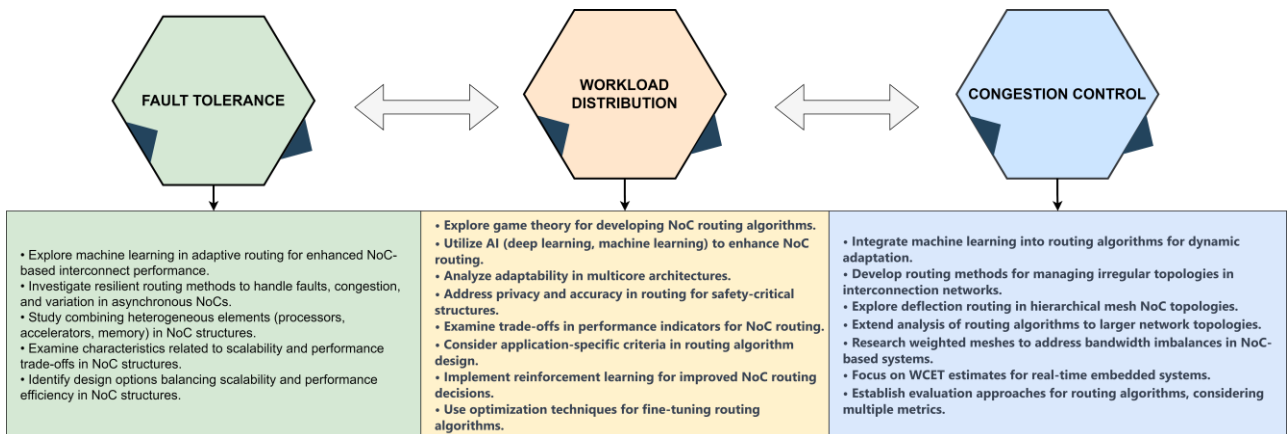 FAULT TOLERANCE
WORKLOAD
DISTRIBUTION
CONGESTION CONTROL
• Explore machine learning in adaptive routing for enhanced NoC-
based interconnect performance.
• Investigate resilient routing methods to handle faults, congestion,
and variation in asynchronous NoCs.
• Study combining heterogeneous elements (processors,
accelerators, memory) in NoC structures.
• Examine characteristics related to scalability and performance
trade-offs in NoC structures.
• Identify design options balancing scalability and performance
efficiency in NoC structures.
• Explore game theory for developing NoC routing algorithms.
• Utilize AI (deep learning, machine learning) to enhance NoC
routing.
• Analyze adaptability in multicore architectures.
• Address privacy and accuracy in routing for safety-critical
structures.
• Examine trade-offs in performance indicators for NoC routing.
• Consider application-specific criteria in routing algorithm
design.
• Implement reinforcement learning for improved NoC routing
decisions.
• Use optimization techniques for fine-tuning routing
algorithms.
• Integrate machine learning into routing algorithms for dynamic
adaptation.
• Develop routing methods for managing irregular topologies in
interconnection networks.
• Explore deflection routing in hierarchical mesh NoC topologies.
• Extend analysis of routing algorithms to larger network topologies.
• Research weighted meshes to address bandwidth imbalances in NoC-
based systems.
• Focus on WCET estimates for real-time embedded systems.
• Establish evaluation approaches for routing algorithms, considering
multiple metrics.